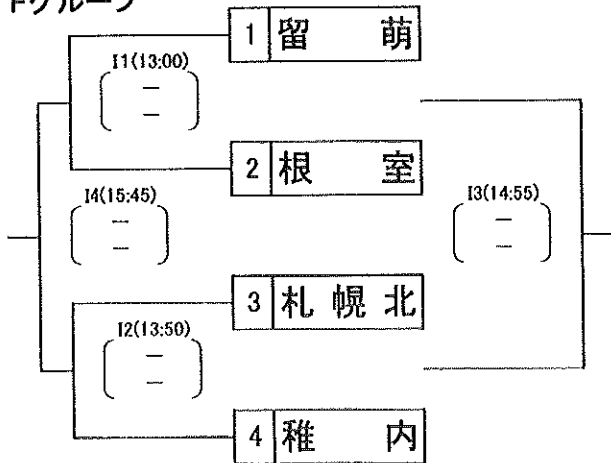 Fグループ
1 留萌
I1(13:00)
2 根室
I4(15:45)
I3(14:55)
3 札幌北
I2(13:50)
4 稚内